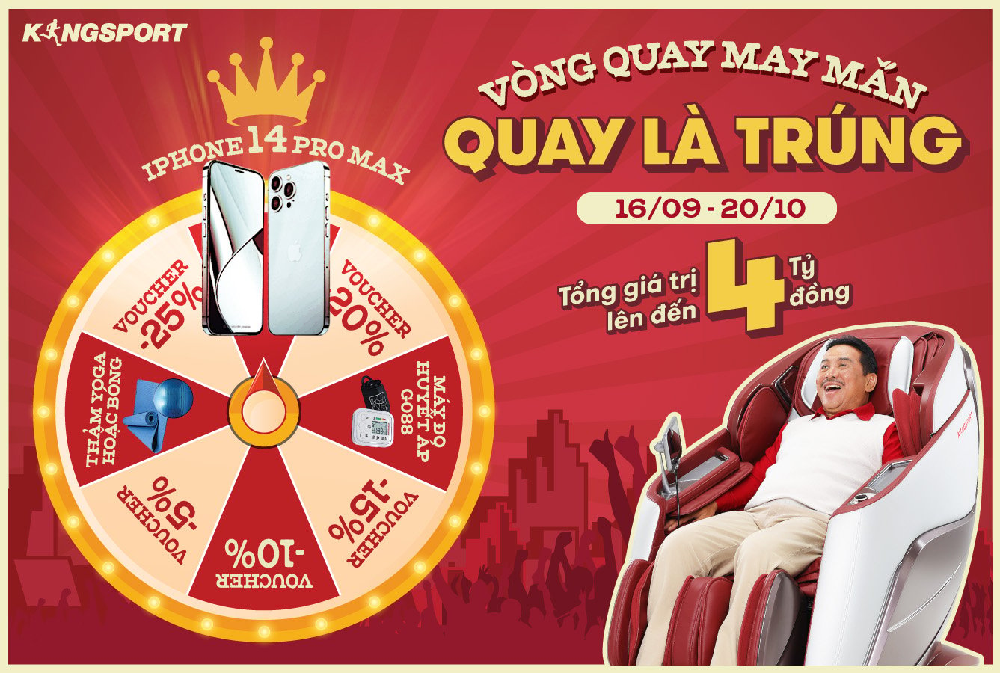 KINGSPORT
VÒNG QUAY MAY MẮN
QUAY LÀ TRÚNG
16/09 - 20/10
Tổng giá trị
lên đến
4
Tỷ
đồng
IPHONE 14 PRO MAX
VOUCHER
-25%
VOUCHER
-20%
MÁY ĐO
HUYẾT ÁP
G088
VOUCHER
-15%
VOUCHER
-10%
VOUCHER
-5%
THẢM YOGA
HOẶC BÓNG
KINGSPORT